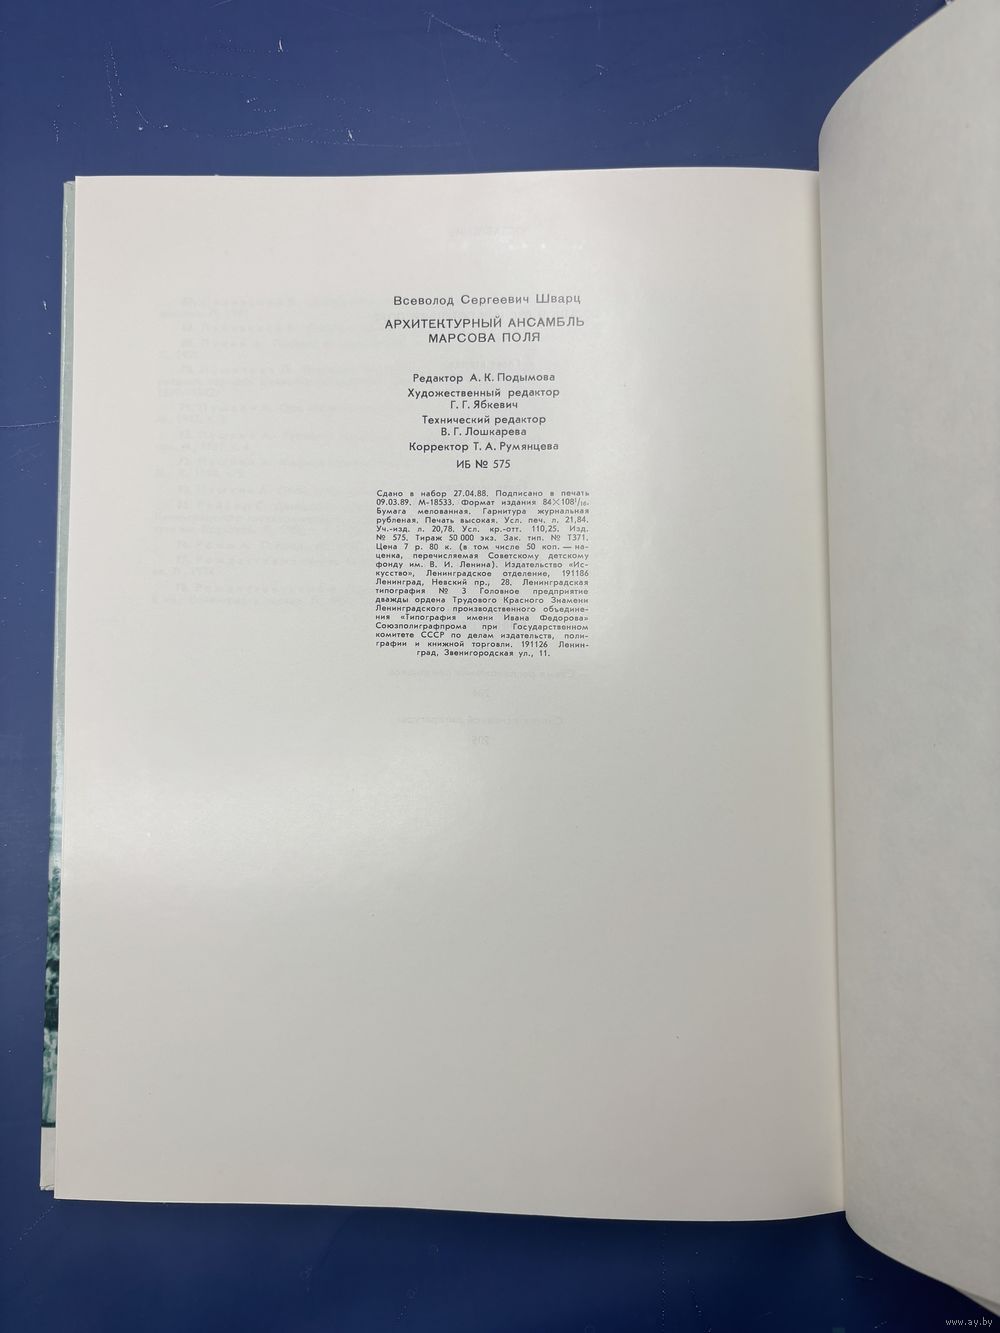 Всеволод Сергеевич Шварц
АРХИТЕКТУРНЫЙ АНСАМБЛЬ
МАРСОВА ПОЛЯ
Редактор А. К. Подымова
Художественный редактор
Г. Г. Ябкевич
Технический редактор
В. Г. Лошкарева
Корректор Т. А. Румянцева
ИБ № 575
Сдано в набор 27.04.88. Подписано в печать
09.03.89. М-18533. Формат издания 84×108¹/₁₆.
Бумага мелованная. Гарнитура журнальная
рубленая. Печать высокая. Усл. печ. л. 21,84.
Уч.-изд. л. 20,78. Усл. кр.-отт. 110,25. Изд.
№ 575. Тираж 50 000 экз. Зак. тип. № Т371.
Цена 7 р. 80 к. (в том числе 50 коп. — на-
ценка, перечисляемая Советскому детскому
фонду им. В. И. Ленина). Издательство «Ис-
кусство», Ленинградское отделение, 191186
Ленинград, Невский пр., 28. Ленинградская
типография № 3 Головное предприятие
дважды ордена Трудового Красного Знамени
Ленинградского производственного объедине-
ния «Типография имени Ивана Федорова»
Союзполиграфпрома при Государственном
комитете СССР по делам издательств, поли-
графии и книжной торговли. 191126 Ленин-
град, Звенигородская ул., 11.
www.ay.by